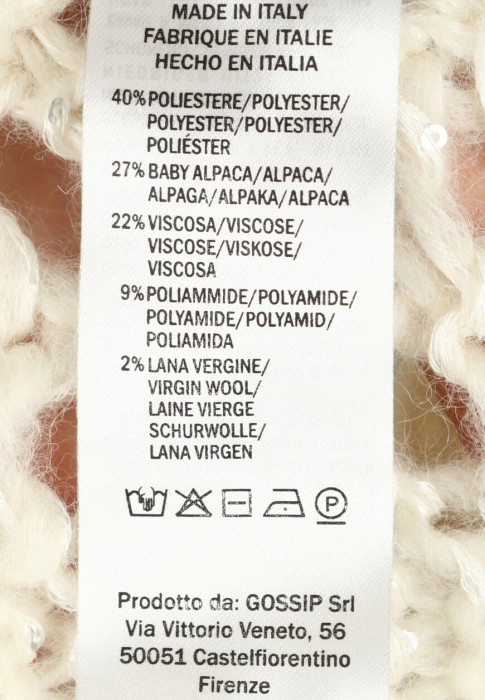 MADE IN ITALY
FABRIQUE EN ITALIE
HECHO EN ITALIA
40% POLIESTERE/POLYESTER/
POLYESTER/POLYESTER/
POLIÉSTER
27% BABY ALPACA/ALPACA/
ALPAGA/ALPAKA/ALPACA
22% VISCOSA/VISCOSE/
VISCOSE/VISKOSE/
VISCOSA
9% POLIAMMIDE/POLYAMIDE/
POLYAMIDE/POLYAMID/
POLIAMIDA
2% LANA VERGINE/
VIRGIN WOOL/
LAINE VIERGE
SCHURWOLLE/
LANA VIRGEN
P
Prodotto da: GOSSIP Srl
Via Vittorio Veneto, 56
50051 Castelfiorentino
Firenze